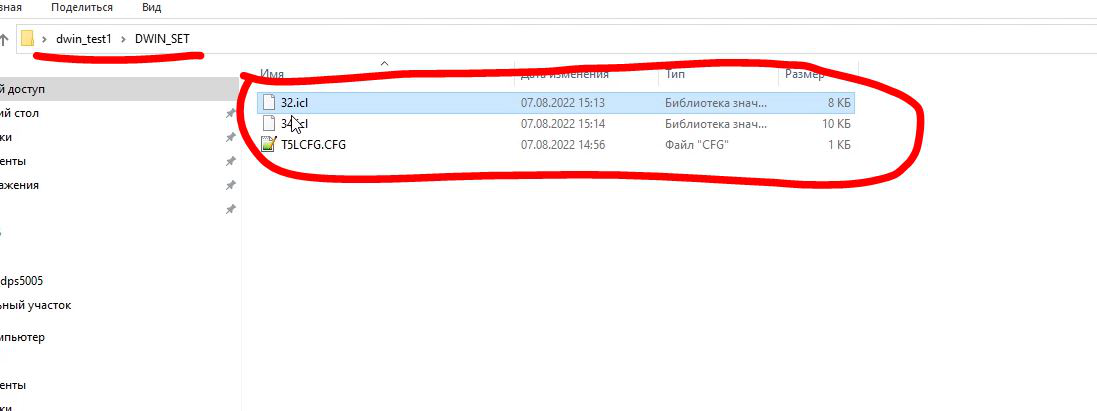 вная Поделиться Вид
dwin_test1 > DWIN_SET
Имя Дата изменения Тип Размер
й доступ
32.icl 07.08.2022 15:13 Библиотека знач... 8 КБ
ий стол
07.08.2022 15:14 Библиотека знач... 10 КБ
ки
T5LCFG.CFG 07.08.2022 14:56 Файл "CFG" 1 КБ
енты
ажения
dps5005
ьный участок
мпьютер
енты
ки